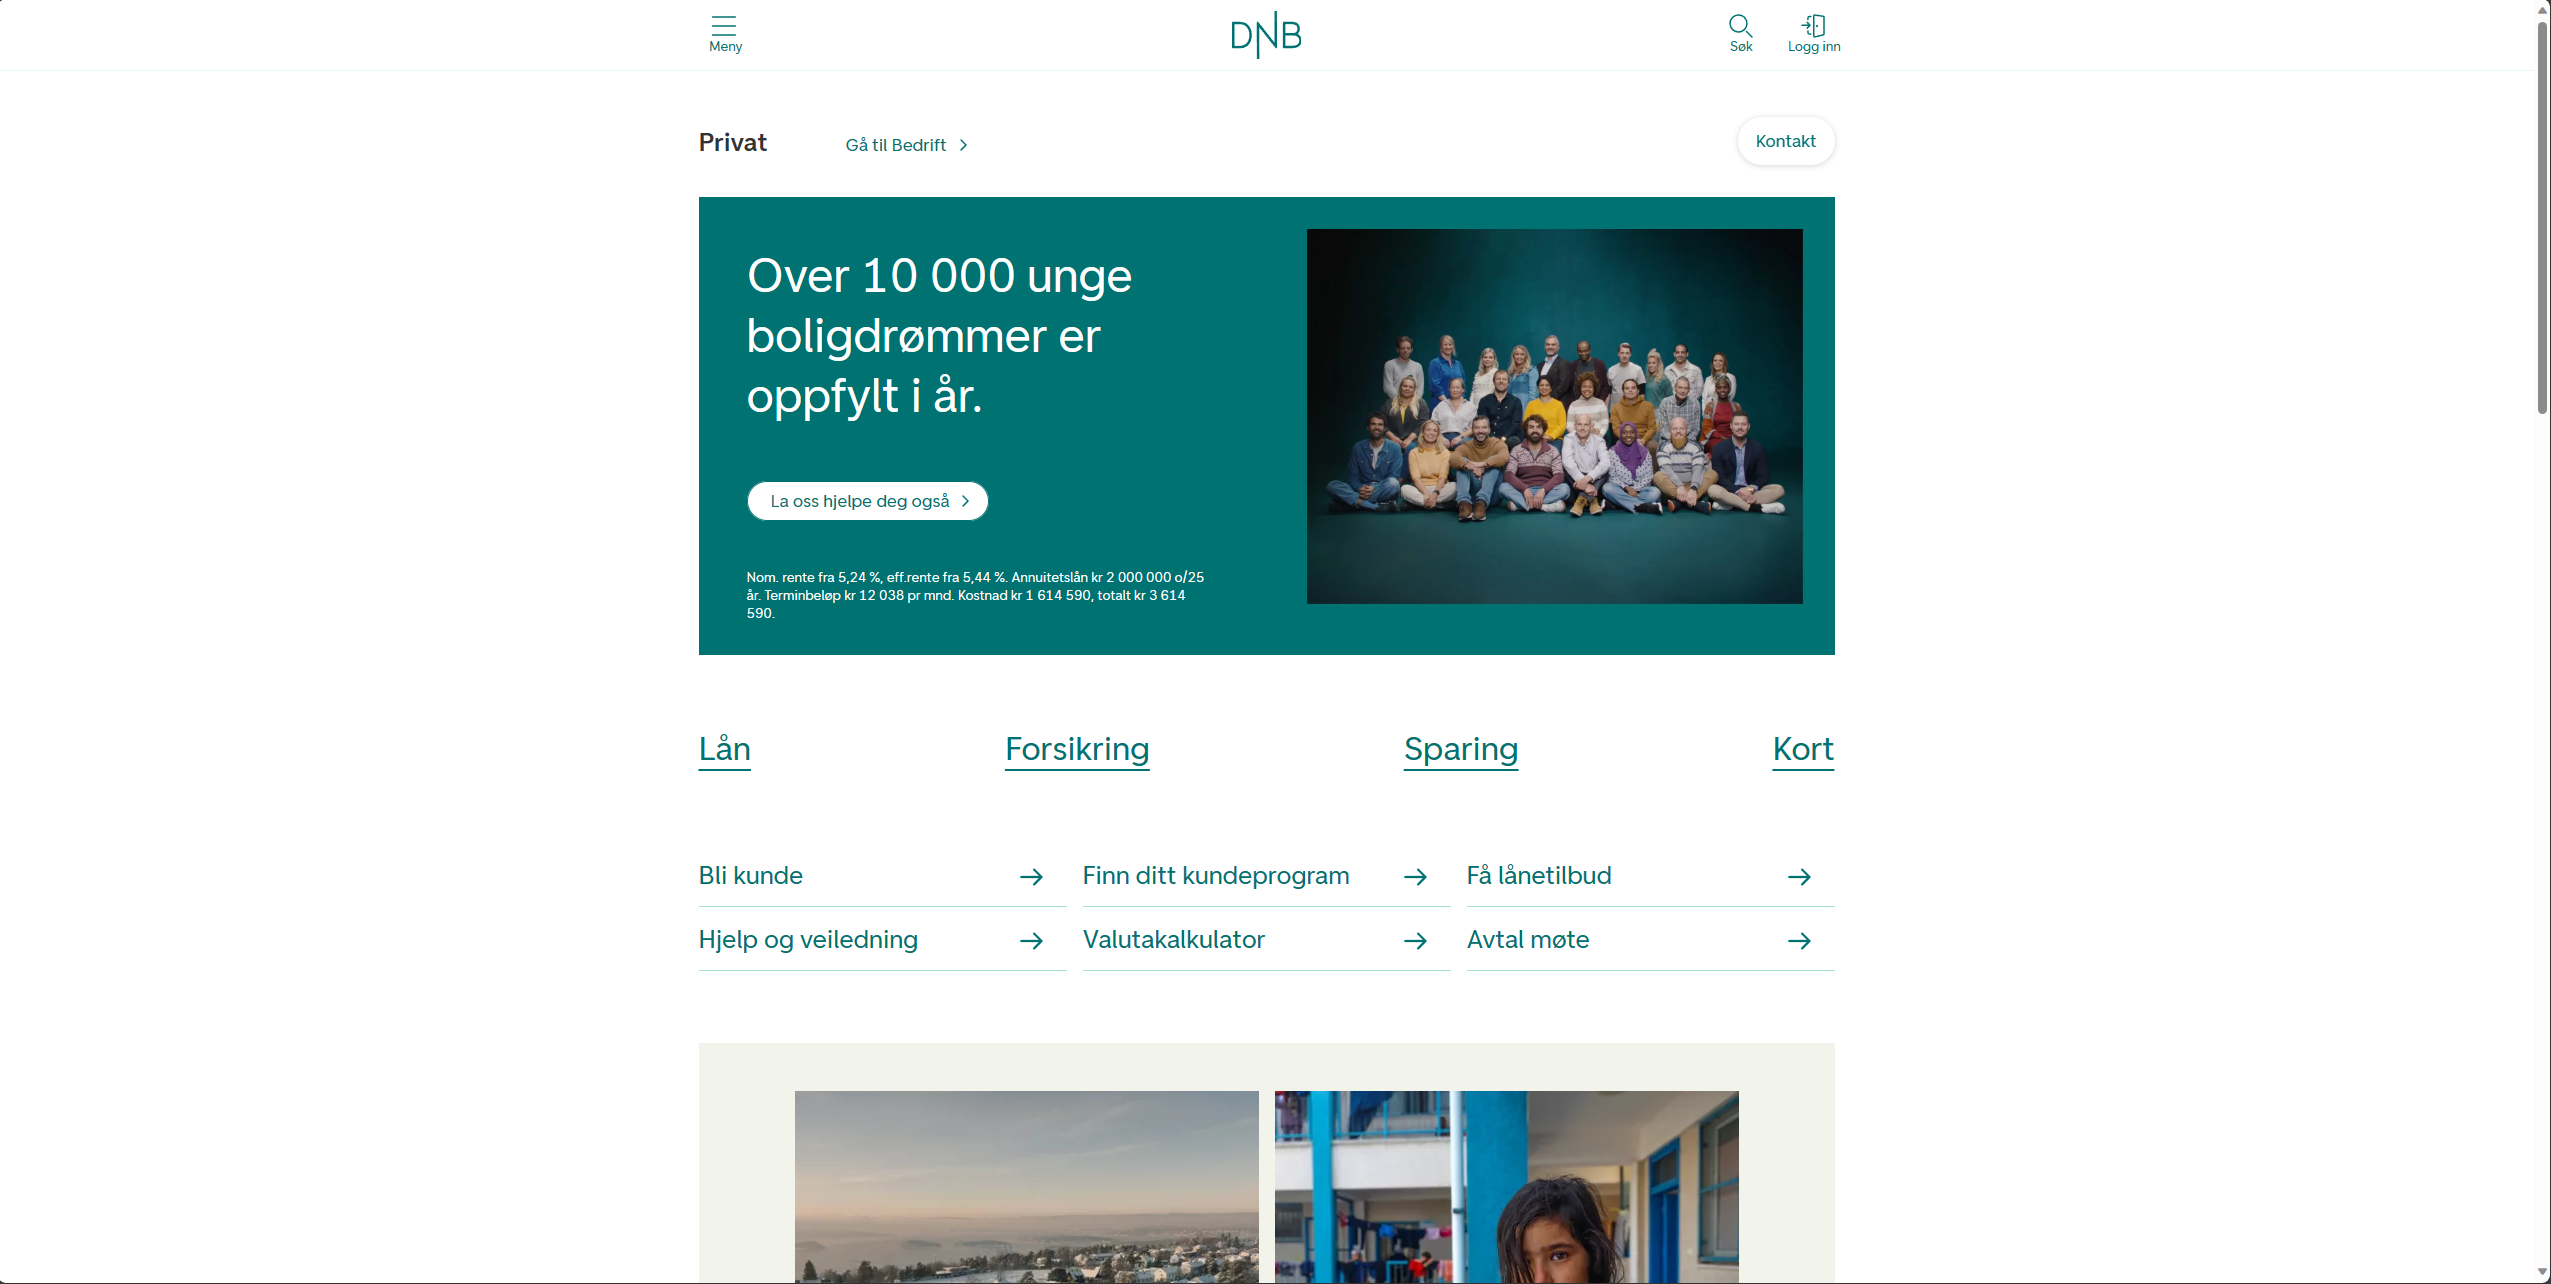 Meny
DNB
Søk
Logg inn
Privat
Gå til Bedrift
Kontakt
Over 10 000 unge
boligdrømmer er
oppfylt i år.
La oss hjelpe deg også
Nom. rente fra 5,24 %, eff.rente fra 5,44 %. Annuitetslån kr 2 000 000 o/25
år. Terminbeløp kr 12 038 pr mnd. Kostnad kr 1 614 590, totalt kr 3 614
590.
Lån
Forsikring
Sparing
Kort
Bli kunde
Finn ditt kundeprogram
Få lånetilbud
Hjelp og veiledning
Valutakalkulator
Avtal møte